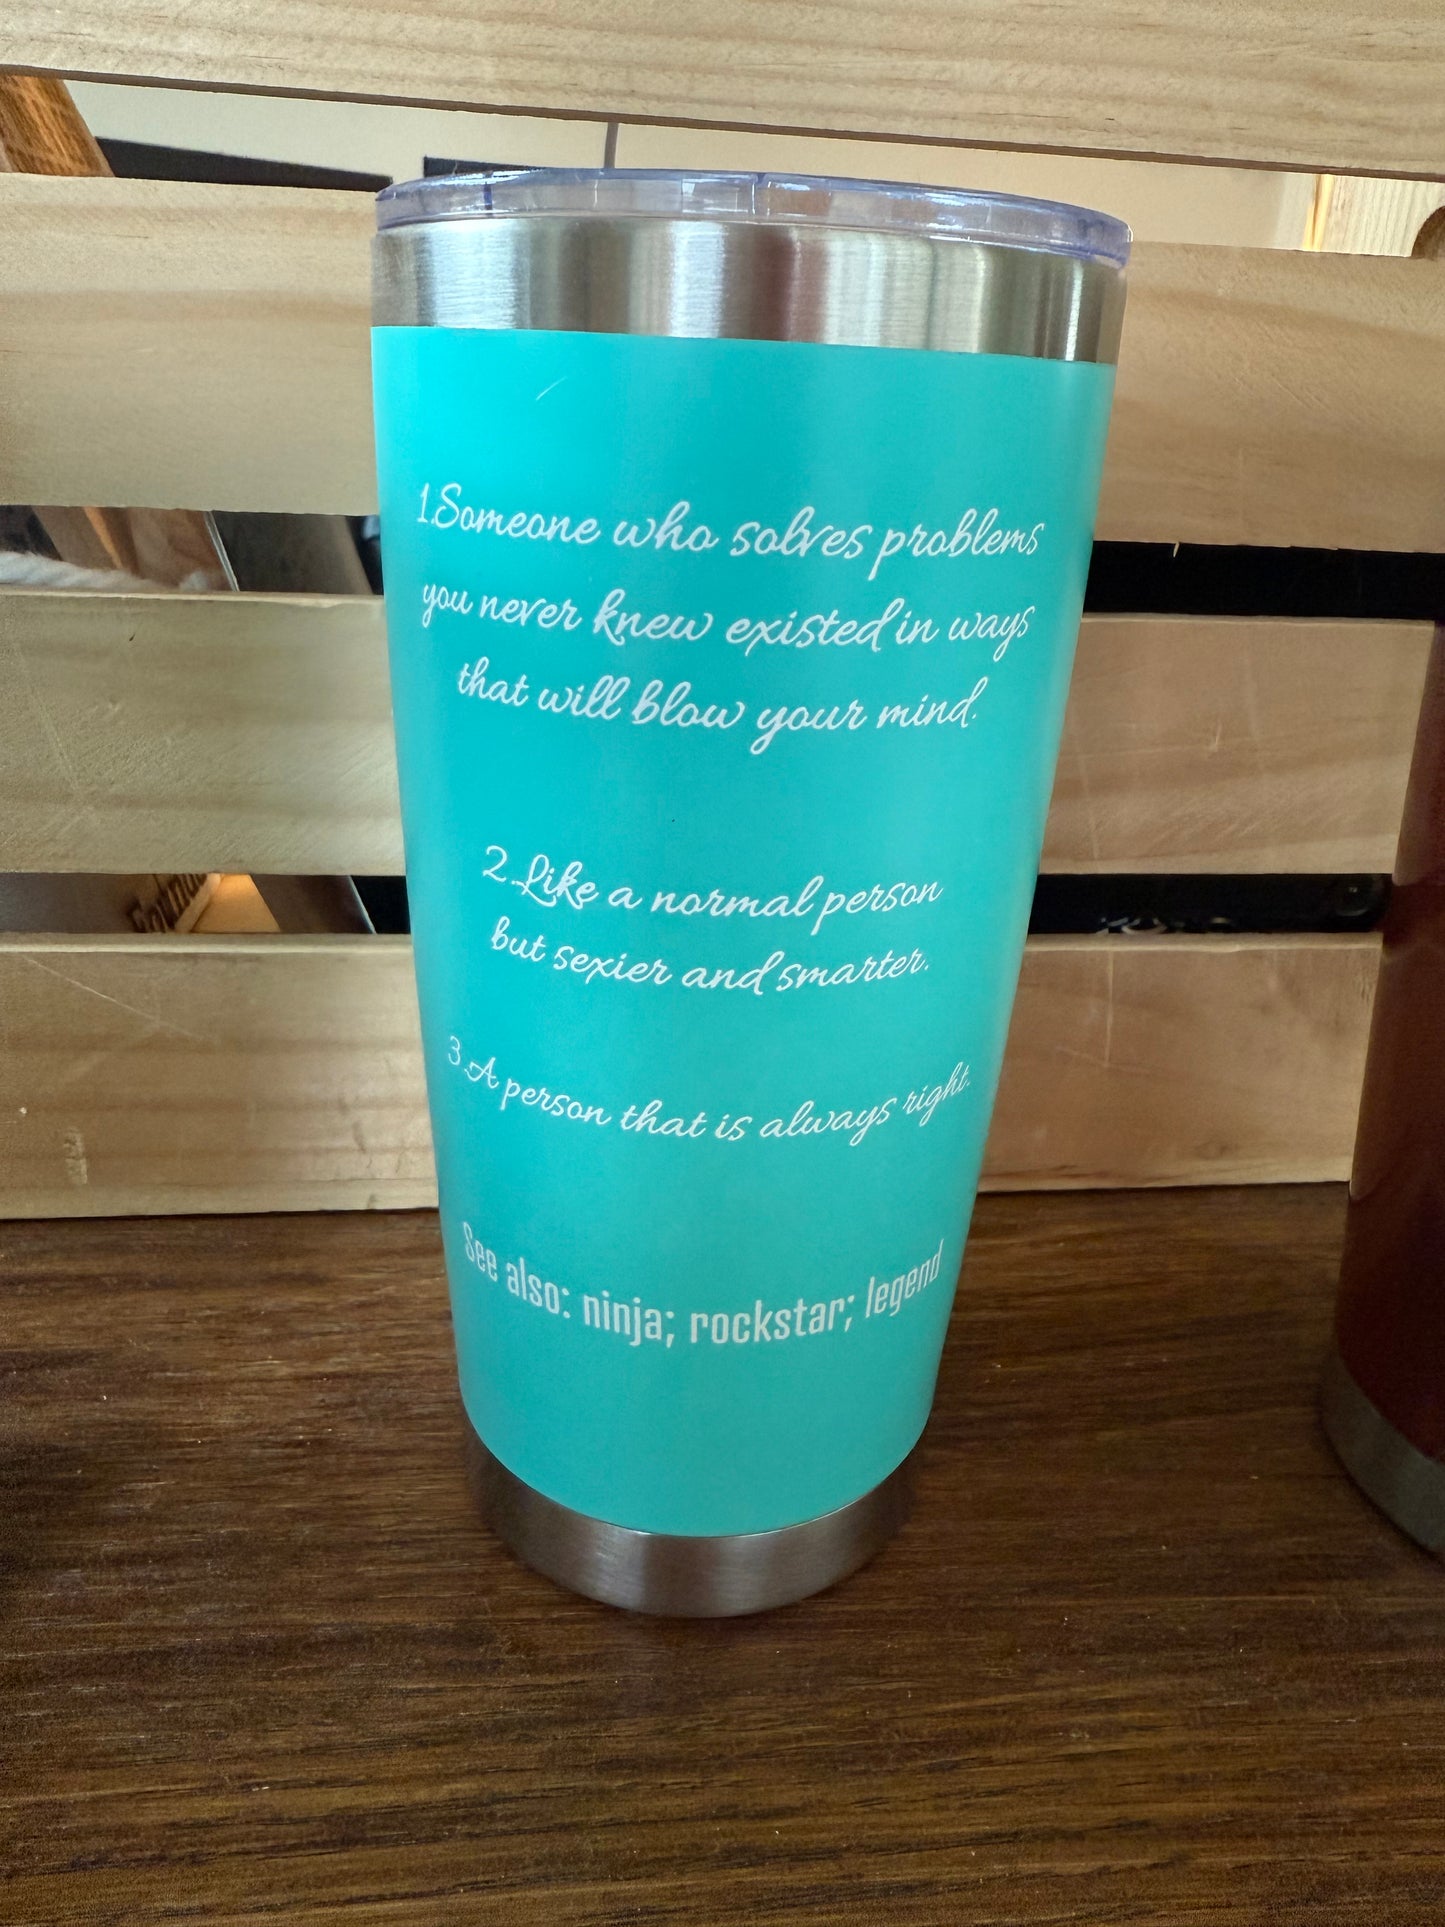 1.Someone who solves problems
you never knew existed in ways
that will blow your mind.
2.Like a normal person
but sexier and smarter.
3.A person that is always right.
See also: ninja; rockstar; legend